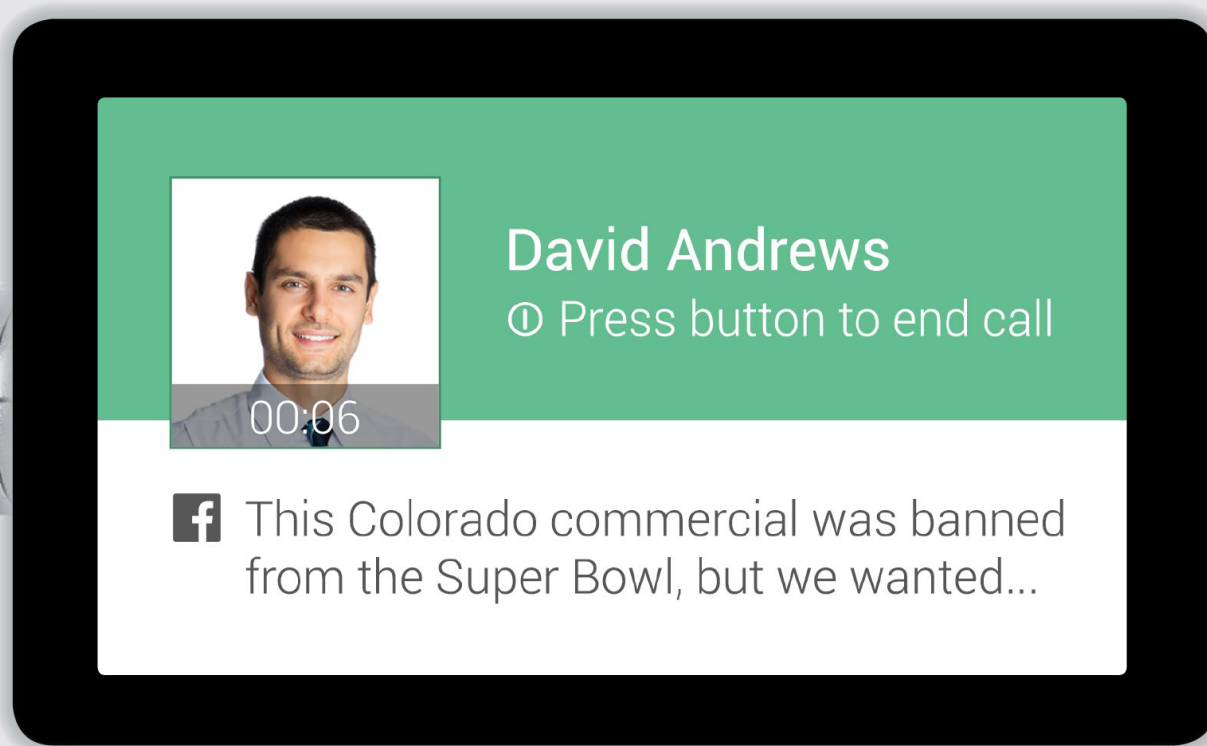 David Andrews
Press button to end call
00:06
This Colorado commercial was banned
from the Super Bowl, but we wanted...